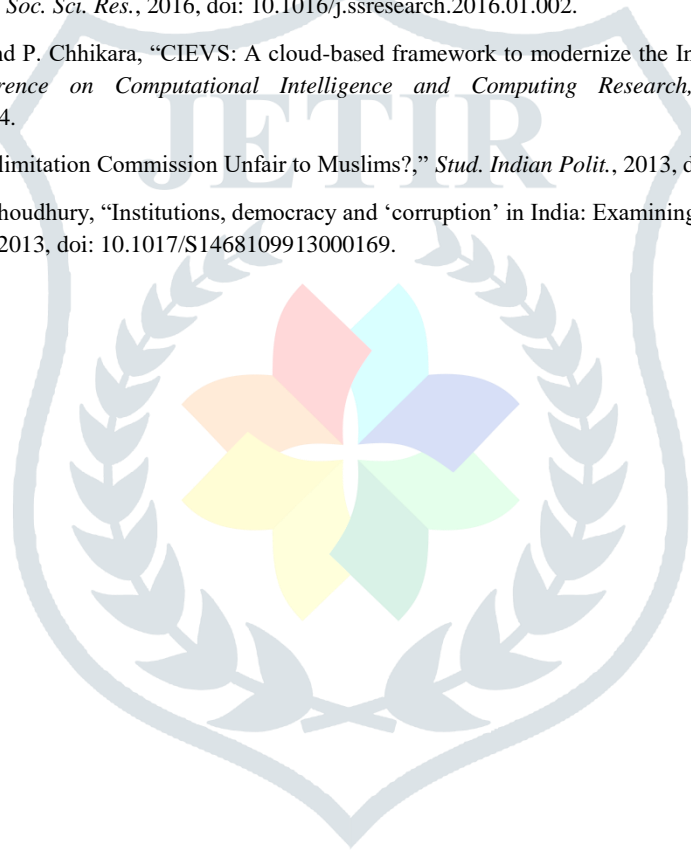 Soc. Sci. Res., 2016, doi: 10.1016/j.ssresearch.2016.01.002.
nd P. Chhikara, “CIEVS: A cloud-based framework to modernize the In
rence on Computational Intelligence and Computing Research,
4.
JETIR
limitation Commission Unfair to Muslims?,” Stud. Indian Polit., 2013, d
houdhury, “Institutions, democracy and ‘corruption’ in India: Examining
2013, doi: 10.1017/S1468109913000169.